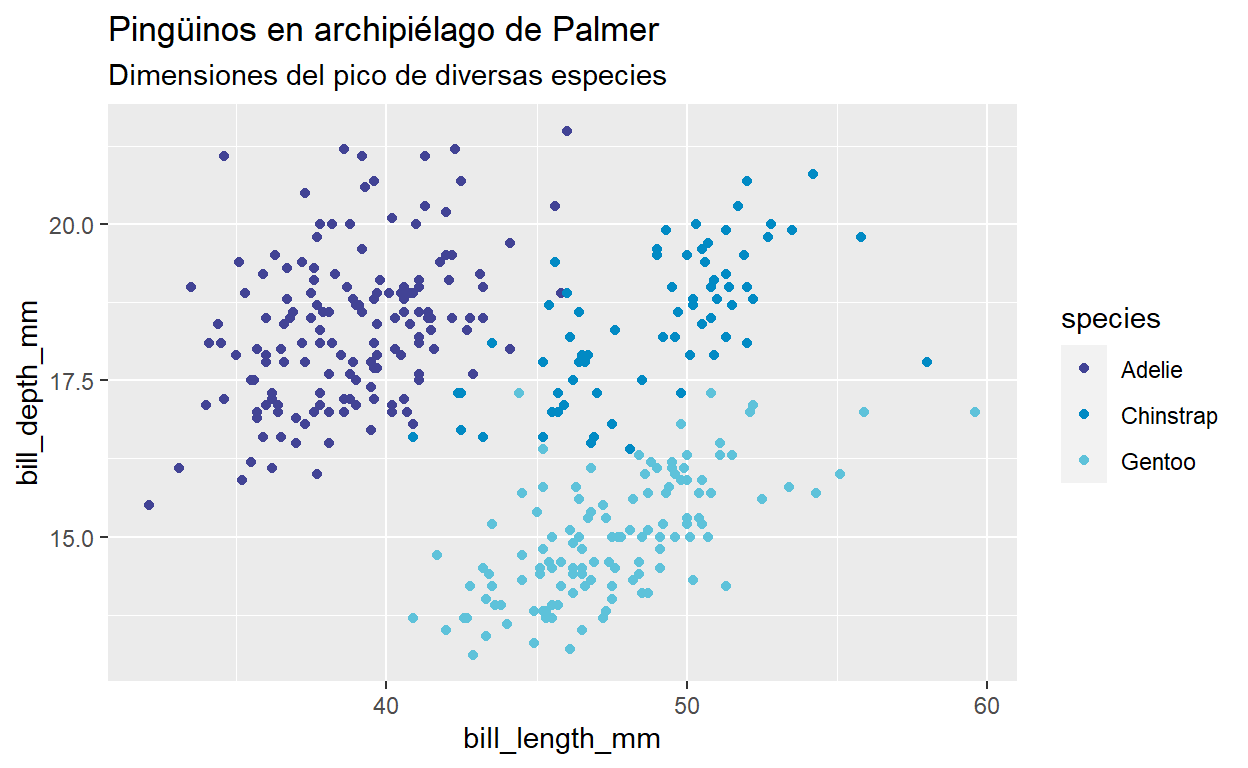 Pingüinos en archipiélago de Palmer
Dimensiones del pico de diversas especies
bill_depth_mm
20.0
17.5
15.0
40
50
60
bill_length_mm
species
Adelie
Chinstrap
Gentoo